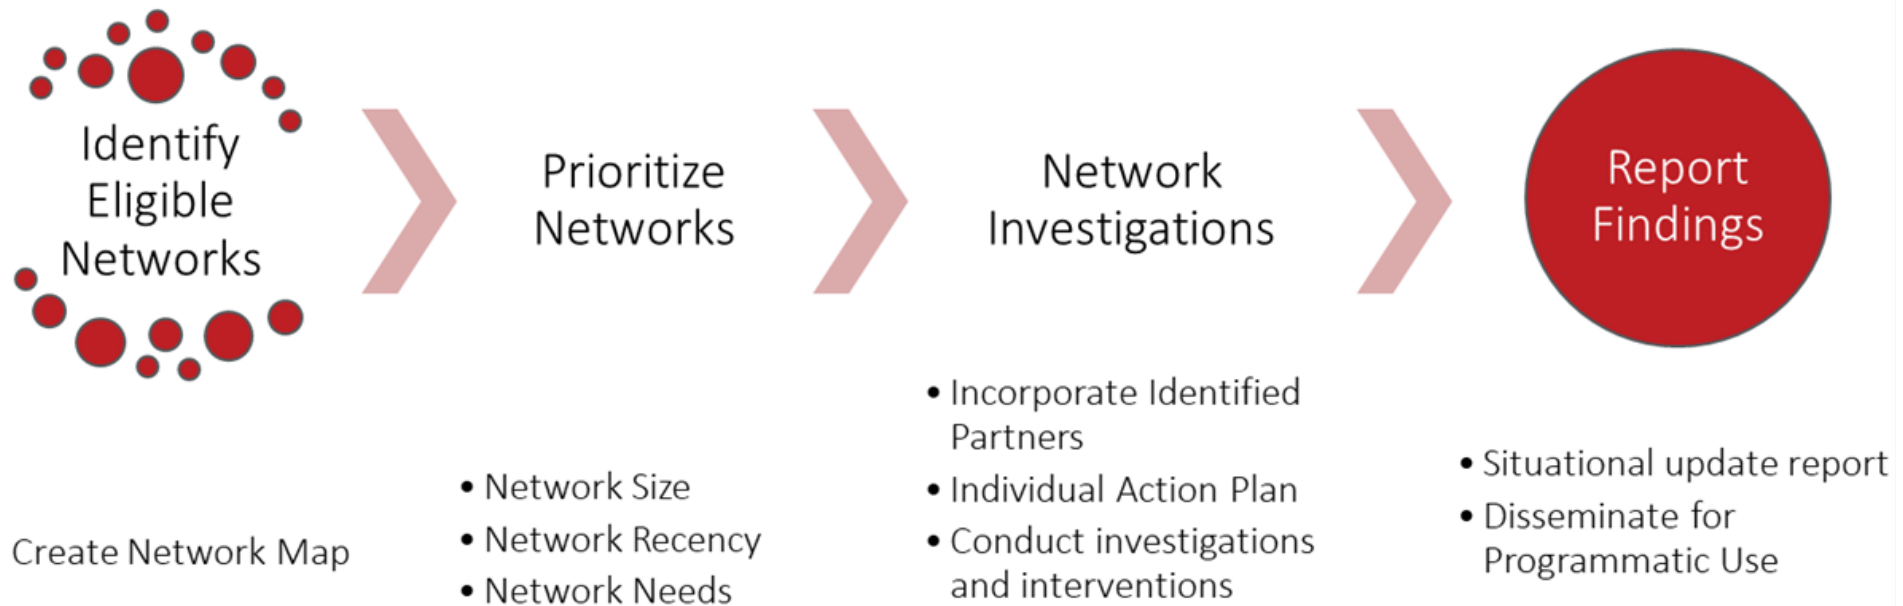 Identify
Eligible
Networks
Prioritize
Networks
Network
Investigations
Report
Findings
Create Network Map
• Network Size
• Network Recency
• Network Needs
• Incorporate Identified
Partners
• Individual Action Plan
• Conduct investigations
and interventions
• Situational update report
• Disseminate for
Programmatic Use